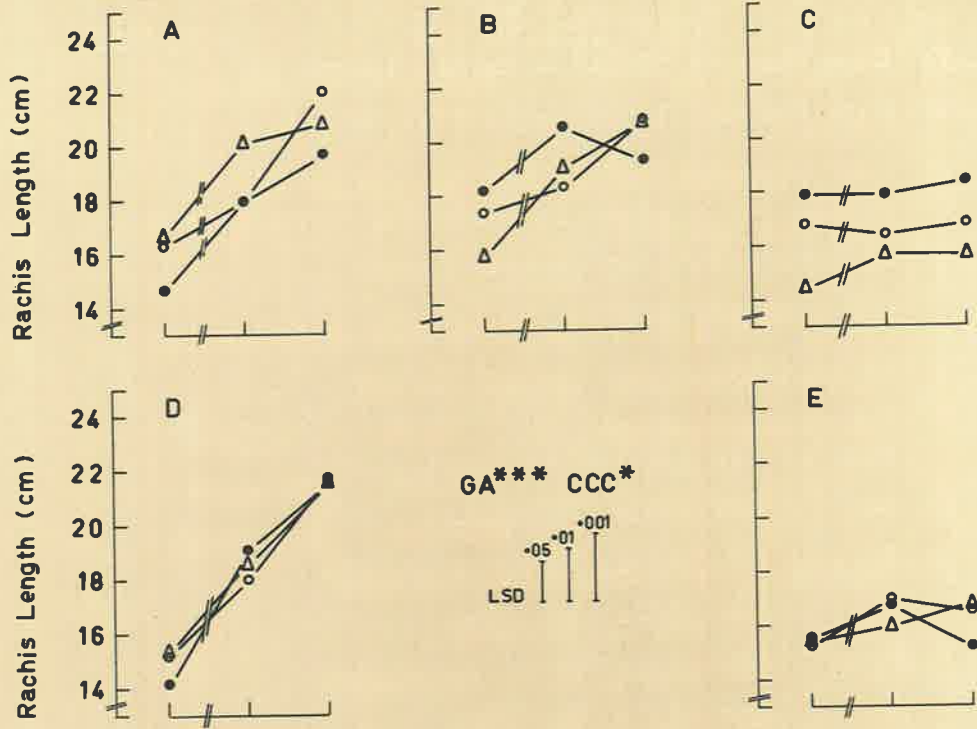 A
B
C
Rachis Length (cm)
24
22
20
18
16
14
D
E
Rachis Length (cm)
24
22
20
18
16
14
GA*** CCC*
·05 ·01 ·001
LSD